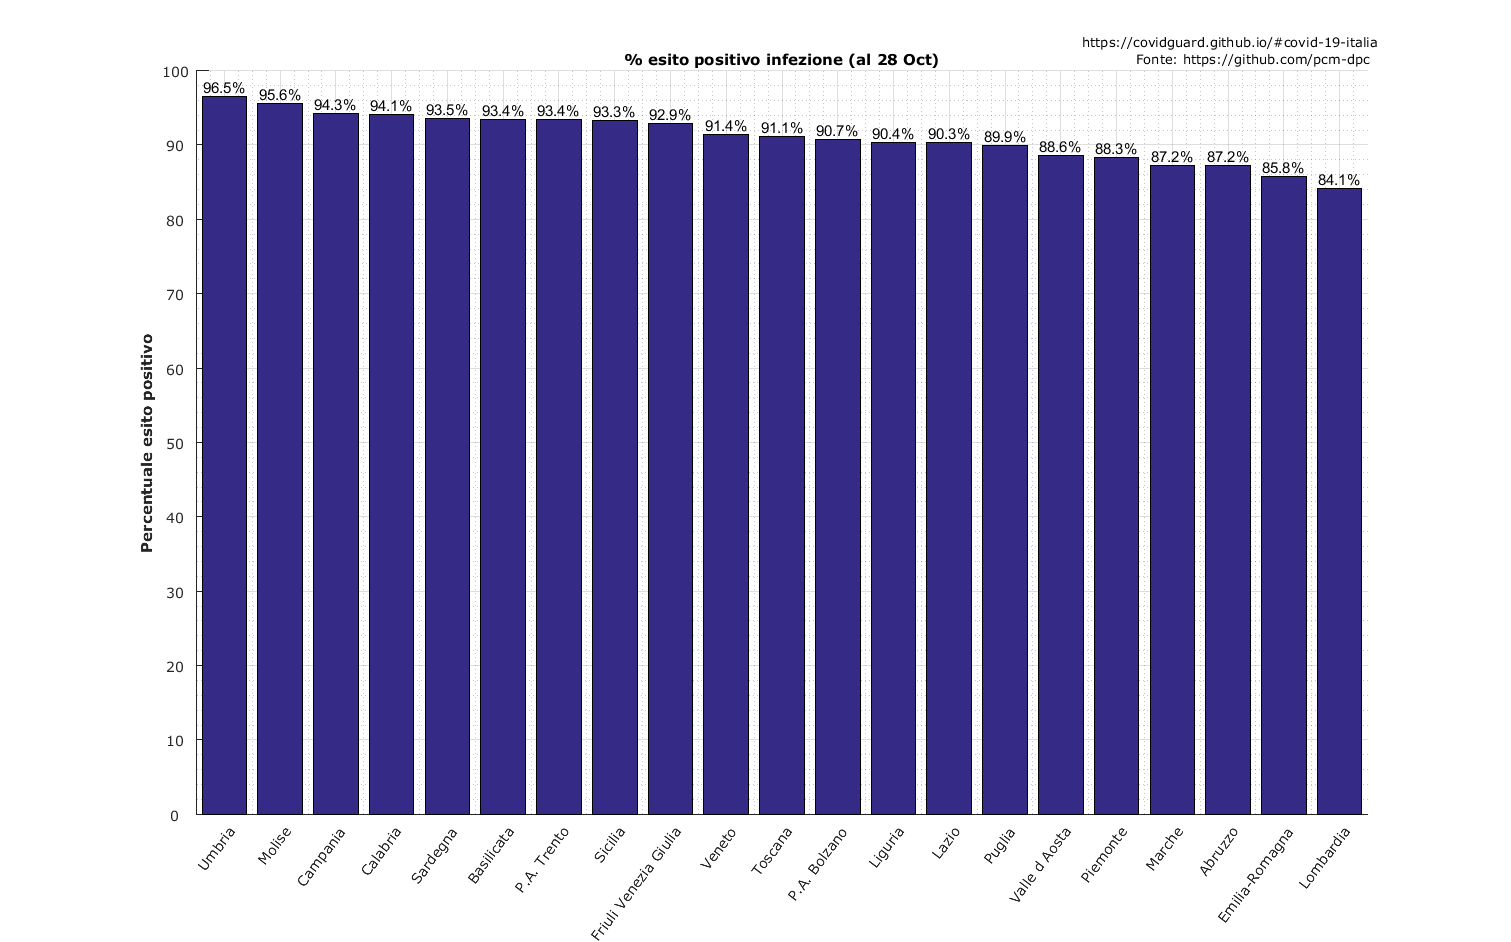 https://covidguard.github.io/#covid-19-italia
% esito positivo infezione (al 28 Oct)
Fonte: https://github.com/pcm-dpc
Percentuale esito positivo
100
90
80
70
60
50
40
30
20
10
0
96.5%
95.6%
94.3%
94.1%
93.5%
93.4%
93.4%
93.3%
92.9%
91.4%
91.1%
90.7%
90.4%
90.3%
89.9%
88.6%
88.3%
87.2%
87.2%
85.8%
84.1%
Umbria
Molise
Campania
Calabria
Sardegna
Basilicata
P.A. Trento
Sicilia
Friuli Venezia Giulia
Veneto
Toscana
P.A. Bolzano
Liguria
Lazio
Puglia
Valle d Aosta
Piemonte
Marche
Abruzzo
Emilia-Romagna
Lombardia